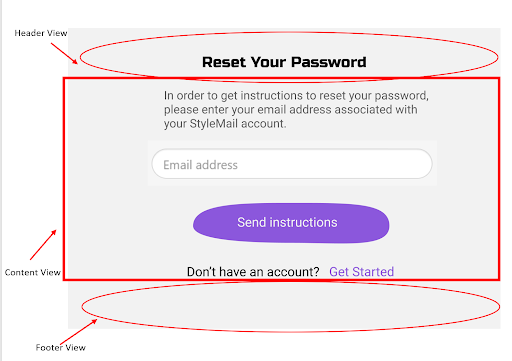 Header View
Reset Your Password
In order to get instructions to reset your password,
please enter your email address associated with
your StyleMail account.
Email address
Send instructions
Content View
Don't have an account? Get Started
Footer View